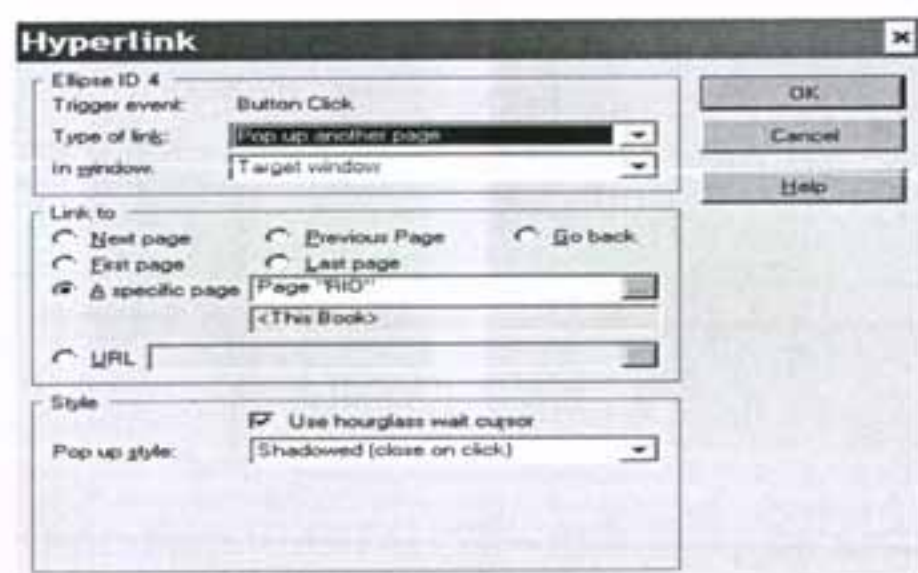 Hyperlink
Ellipse ID 4
Trigger event: Button Click
Type of link: Pop up another page
In window: Target window
OK
Cancel
Help
Link to
Next page Previous Page Go back
First page Last page
A specific page Page "RIO"
<This Book>
URL
Style
Use hourglass wait cursor
Pop up style: Shadowed (close on click)